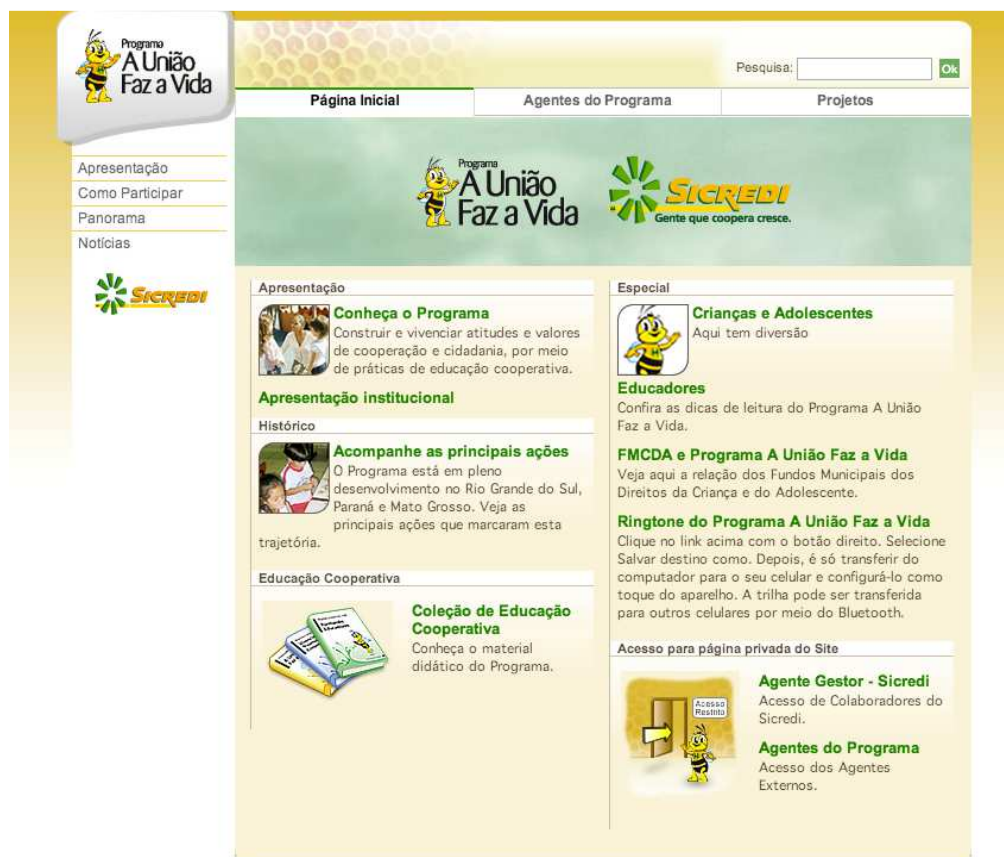 Programa
A União
Faz a Vida
Pesquisa:
Ok
Página Inicial
Agentes do Programa
Projetos
Apresentação
Como Participar
Panorama
Notícias
SICREDI
Programa
A União
Faz a Vida
SICREDI
Gente que coopera cresce.
Apresentação
Conheça o Programa
Construir e vivenciar atitudes e valores
de cooperação e cidadania, por meio
de práticas de educação cooperativa.
Apresentação institucional
Histórico
Acompanhe as principais ações
O Programa está em pleno
desenvolvimento no Rio Grande do Sul,
Paraná e Mato Grosso. Veja as
principais ações que marcaram esta
trajetória.
Educação Cooperativa
Coleção de Educação
Cooperativa
Conheça o material
didático do Programa.
Especial
Crianças e Adolescentes
Aqui tem diversão
Educadores
Confira as dicas de leitura do Programa A União
Faz a Vida.
FMCDA e Programa A União Faz a Vida
Veja aqui a relação dos Fundos Municipais dos
Direitos da Criança e do Adolescente.
Ringtone do Programa A União Faz a Vida
Clique no link acima com o botão direito. Selecione
Salvar destino como. Depois, é só transferir do
computador para o seu celular e configurá-lo como
toque do aparelho. A trilha pode ser transferida
para outros celulares por meio do Bluetooth.
Acesso para página privada do Site
Acesso
Restrito
Agente Gestor - Sicredi
Acesso de Colaboradores do
Sicredi.
Agentes do Programa
Acesso dos Agentes
Externos.